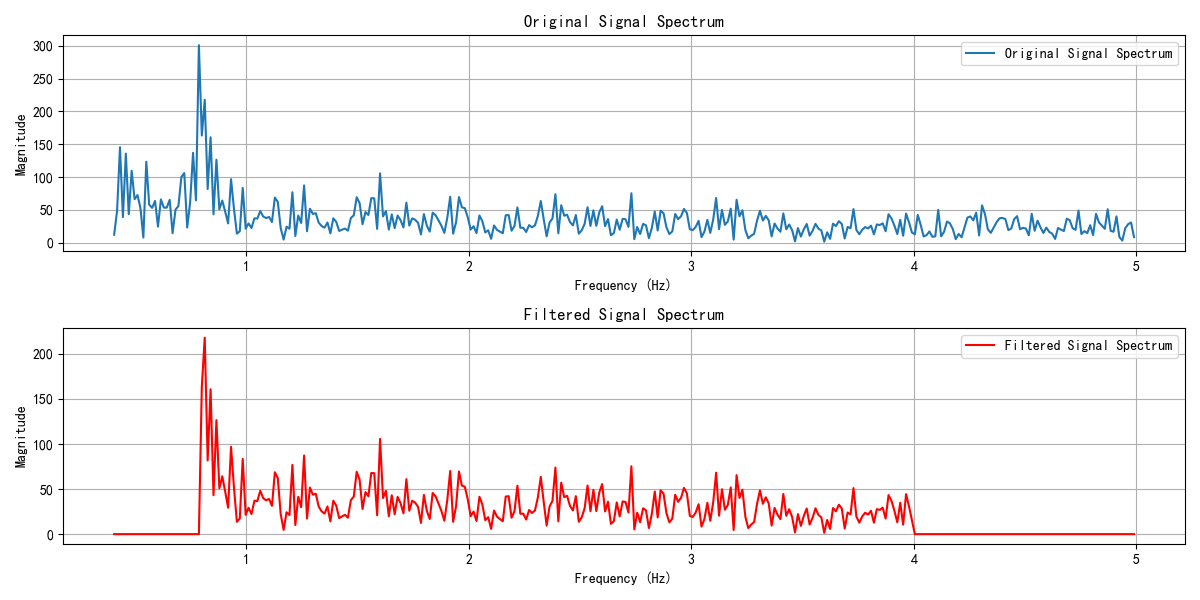 Original Signal Spectrum
300
250
200
150
100
50
0
Magnitude
Original Signal Spectrum
1
2
3
4
5
Frequency (Hz)
Filtered Signal Spectrum
200
150
100
50
0
Magnitude
Filtered Signal Spectrum
1
2
3
4
5
Frequency (Hz)